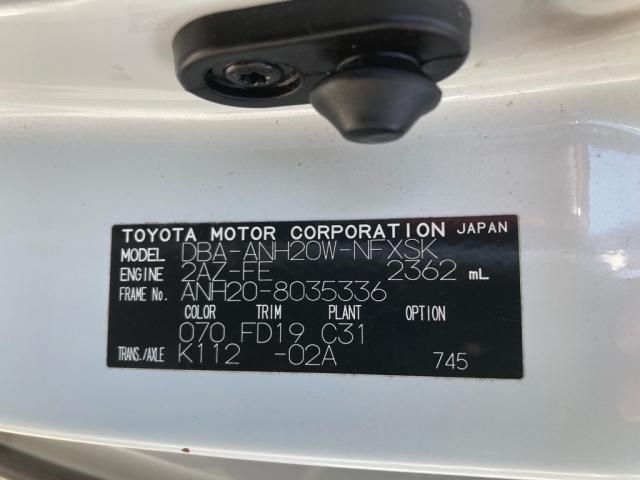 TOYOTA MOTOR CORPORATION JAPAN
MODEL DBA-ANH20W-NFXSK
ENGINE 2AZ-FE 2362 mL
FRAME No. ANH20-8035336
COLOR TRIM PLANT OPTION
070 FD19 C31
TRANS./AXLE K112 -02A 745